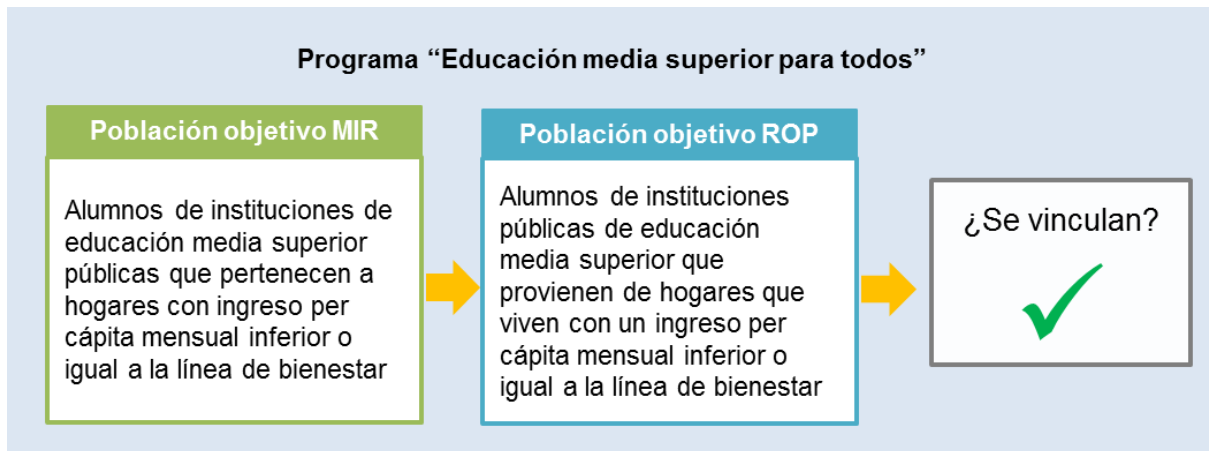 Programa “Educación media superior para todos”
Población objetivo MIR
Alumnos de instituciones de
educación media superior
públicas que pertenecen a
hogares con ingreso per
cápita mensual inferior o
igual a la línea de bienestar
Población objetivo ROP
Alumnos de instituciones
públicas de educación
media superior que
provienen de hogares que
viven con un ingreso per
cápita mensual inferior o
igual a la línea de bienestar
¿Se vinculan?